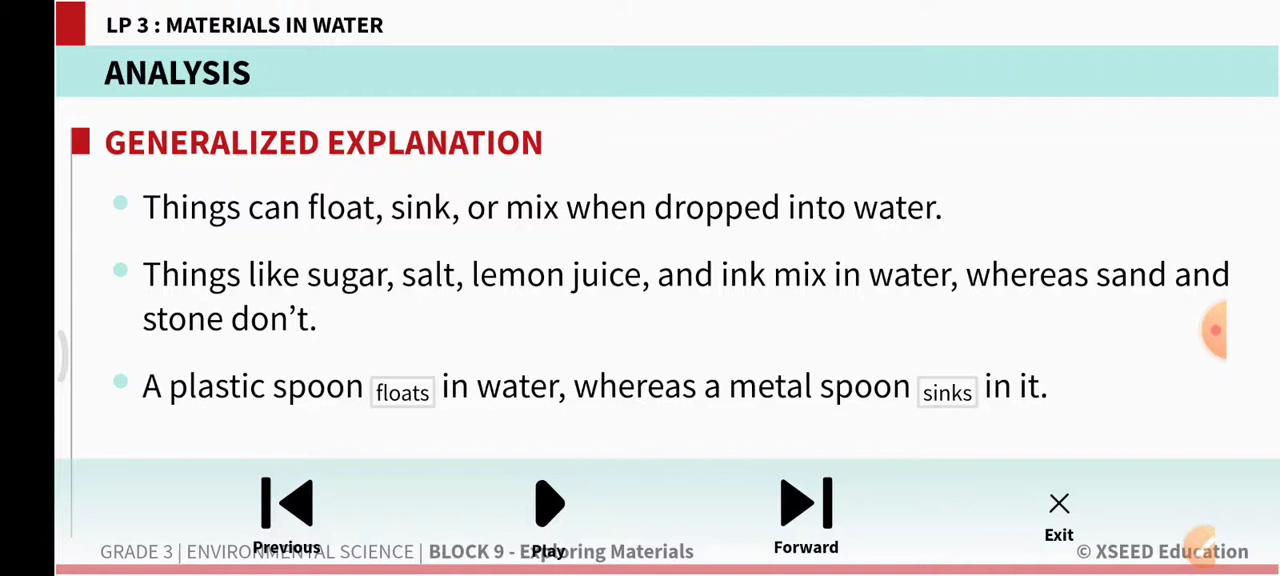 LP 3 : MATERIALS IN WATER
ANALYSIS
GENERALIZED EXPLANATION
Things can float, sink, or mix when dropped into water.
Things like sugar, salt, lemon juice, and ink mix in water, whereas sand and
stone don't.
A plastic spoon floats in water, whereas a metal spoon sinks in it.
Previous
Play
Forward
Exit
GRADE 3 | ENVIRONMENTAL SCIENCE | BLOCK 9 - Exploring Materials
© XSEED Education